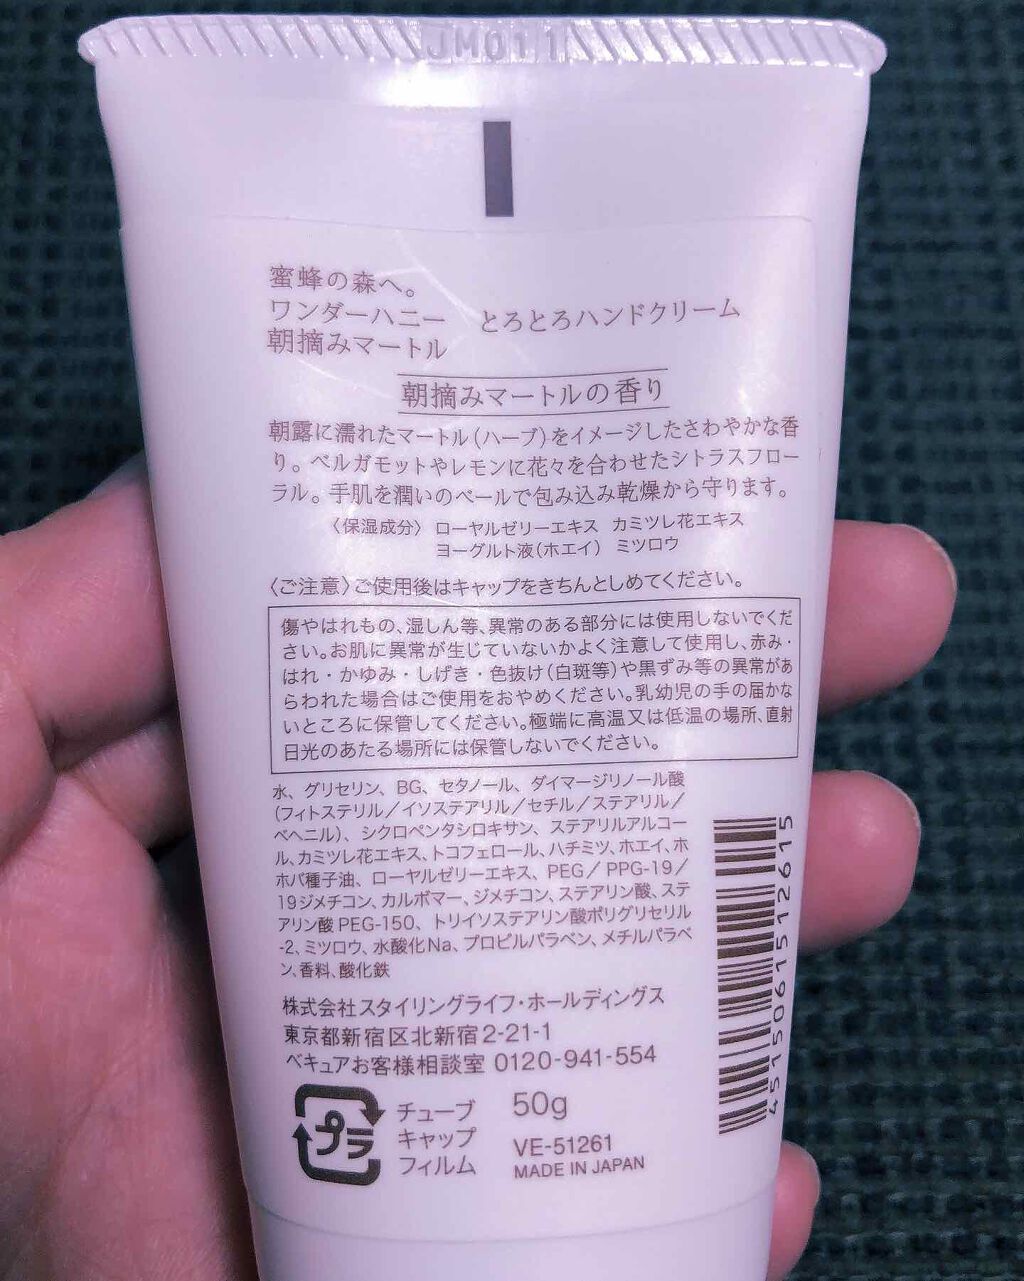 JM011
蜜蜂の森へ。
ワンダーハニー とろとろハンドクリーム
朝摘みマートル
朝摘みマートルの香り
朝露に濡れたマートル(ハーブ)をイメージしたさわやかな香
り。ベルガモットやレモンに花々を合わせたシトラスフロー
ラル。手肌を潤いのベールで包み込み乾燥から守ります。
〈保湿成分〉 ローヤルゼリーエキス カミツレ花エキス
ヨーグルト液(ホエイ) ミツロウ
〈ご注意〉ご使用後はキャップをきちんとしめてください。
傷やはれもの、湿しん等、異常のある部分には使用しないでくだ
さい。お肌に異常が生じていないかよく注意して使用し、赤み・
はれ・かゆみ・しげき・色抜け(白斑等)や黒ずみ等の異常があ
らわれた場合はご使用をおやめください。乳幼児の手の届かな
いところに保管してください。極端に高温又は低温の場所、直射
日光のあたる場所には保管しないでください。
水、グリセリン、BG、セタノール、ダイマージリノール酸
(フィトステリル/イソステアリル/セチル/ステアリル/
ベヘニル)、シクロペンタシロキサン、ステアリルアルコー
ル、カミツレ花エキス、トコフェロール、ハチミツ、ホエイ、ホ
ホバ種子油、ローヤルゼリーエキス、PEG/PPG-19/
19ジメチコン、カルボマー、ジメチコン、ステアリン酸、ステ
アリン酸PEG-150、トリイソステアリン酸ポリグリセリル
-2、ミツロウ、水酸化Na、プロピルパラベン、メチルパラベ
ン、香料、酸化鉄
株式会社スタイリングライフ・ホールディングス
東京都新宿区北新宿2-21-1
ベキュアお客様相談室 0120-941-554
プラ
チューブ
キャップ
フィルム
50g
VE-51261
MADE IN JAPAN
4515061512615